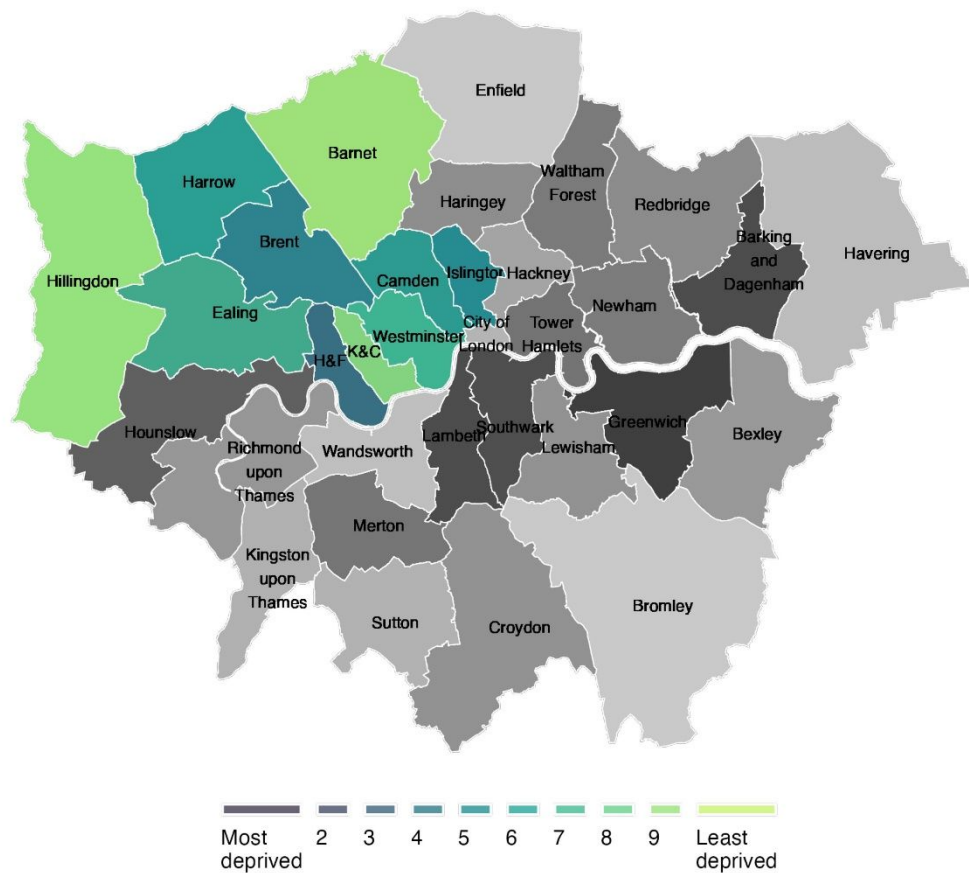 Enfield
Barnet
Waltham
Forest
Harrow
Haringey
Redbridge
Brent
Barking
and
Dagenham
Havering
Hillingdon
Camden
Islington
Hackney
Ealing
Newham
Westminster
City of
London
Tower
Hamlets
H&F
K&C
Hounslow
Richmond
upon
Thames
Wandsworth
Lambeth
Southwark
Lewisham
Greenwich
Bexley
Merton
Kingston
upon
Thames
Sutton
Croydon
Bromley
Most
deprived
2
3
4
5
6
7
8
9
Least
deprived